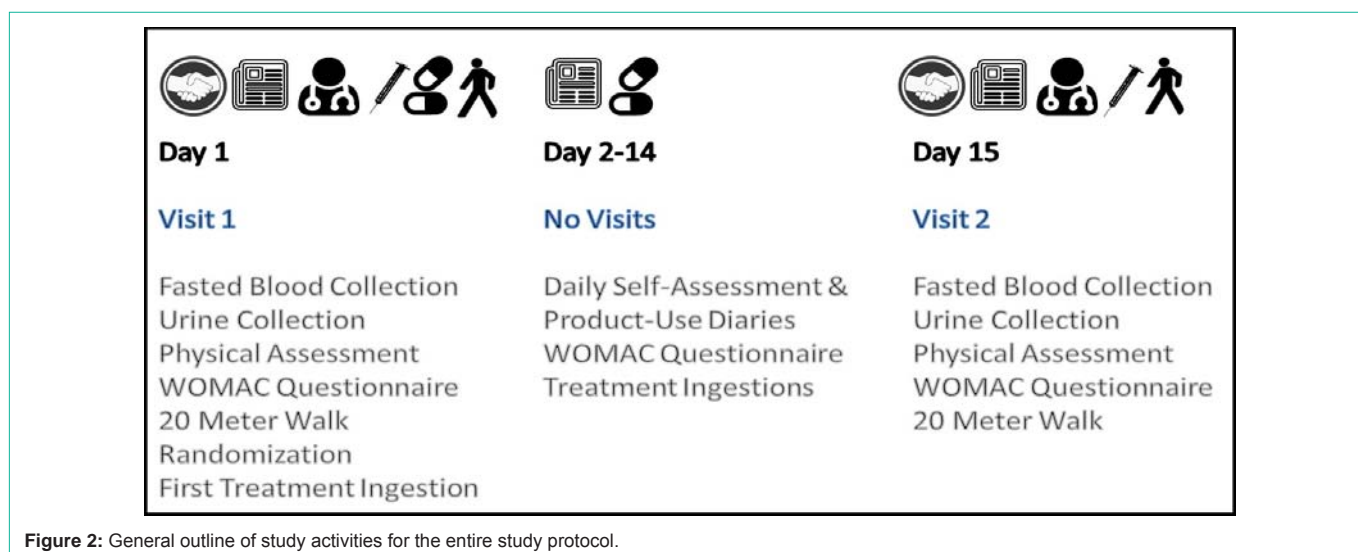 Day 1
Visit 1
Fasted Blood Collection
Urine Collection
Physical Assessment
WOMAC Questionnaire
20 Meter Walk
Randomization
First Treatment Ingestion
Day 2-14
No Visits
Daily Self-Assessment &
Product-Use Diaries
WOMAC Questionnaire
Treatment Ingestions
Day 15
Visit 2
Fasted Blood Collection
Urine Collection
Physical Assessment
WOMAC Questionnaire
20 Meter Walk
Figure 2: General outline of study activities for the entire study protocol.